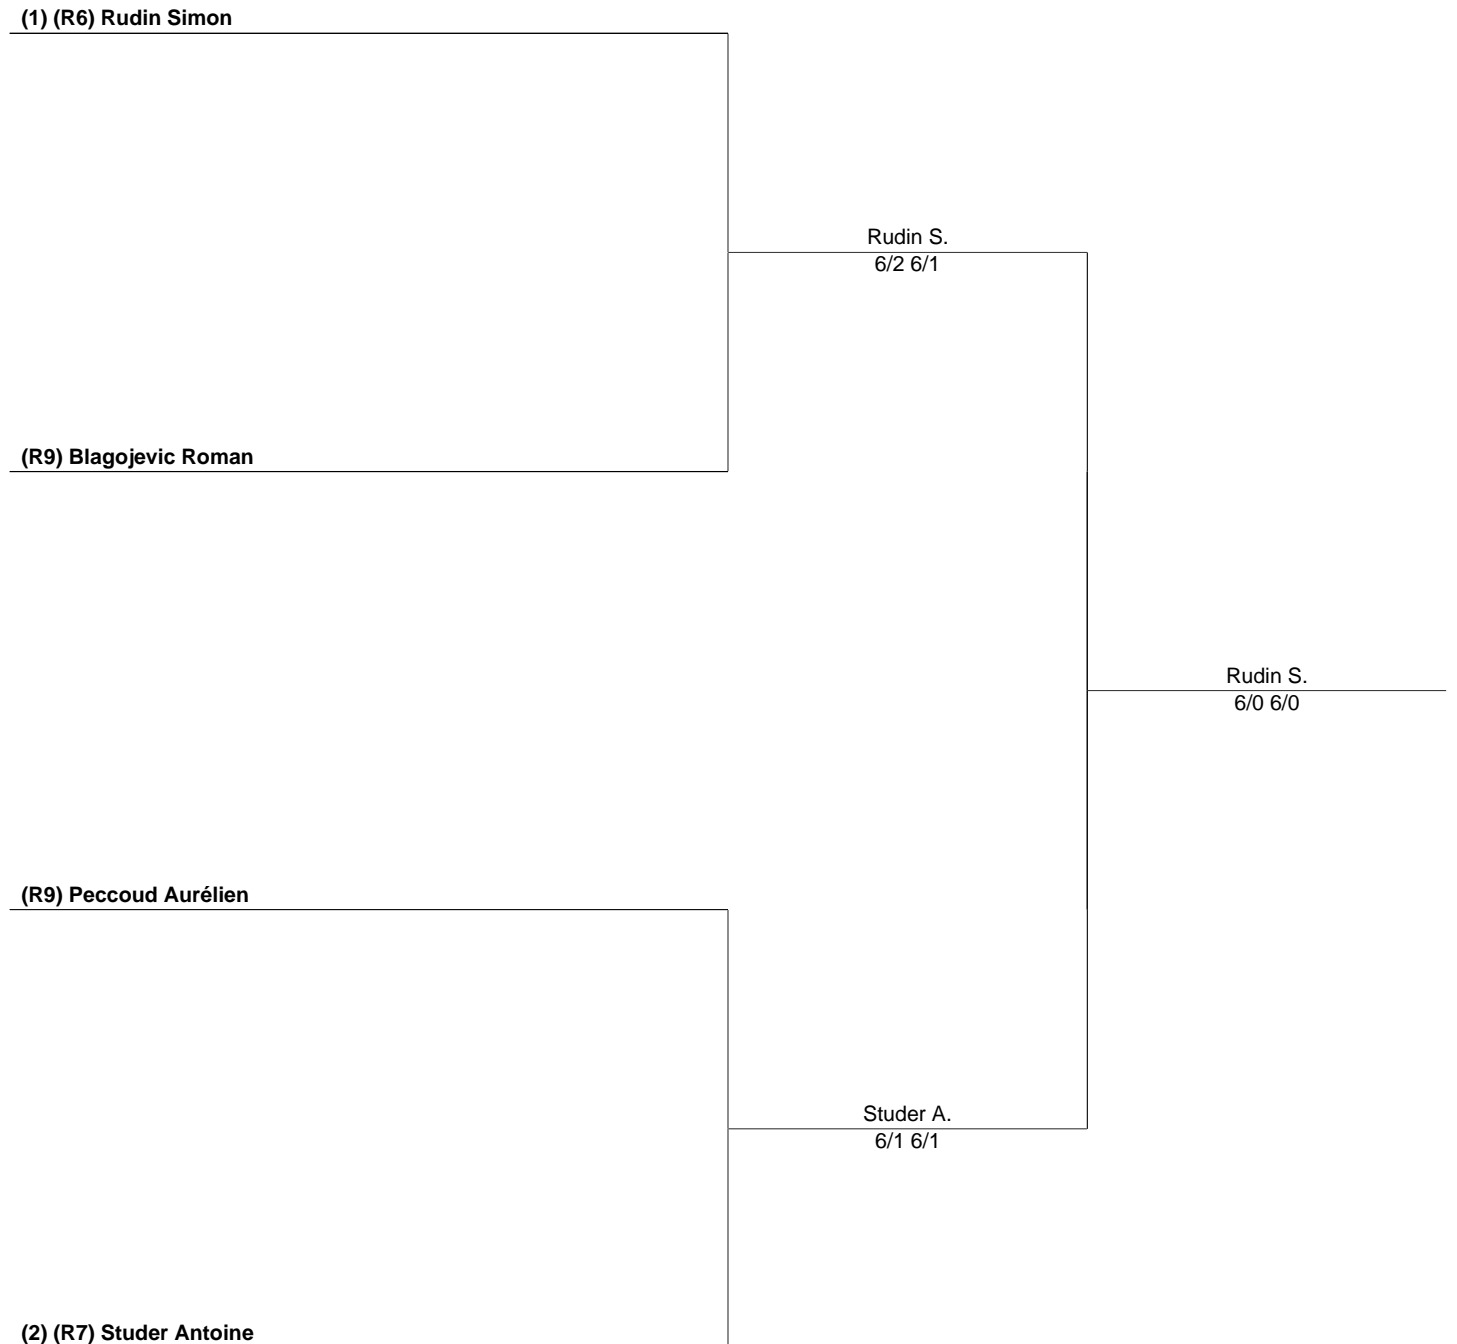 (1) (R6) Rudin Simon
Rudin S.
6/2 6/1
(R9) Blagojevic Roman
Rudin S.
6/0 6/0
(R9) Peccoud Aurélien
Studer A.
6/1 6/1
(2) (R7) Studer Antoine